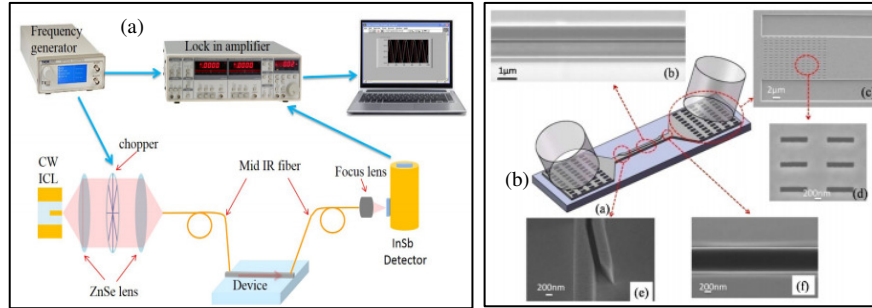 (a)
Frequency
generator
Lock in amplifier
chopper
CW
ICL
Mid IR fiber
Focus lens
InSb
Detector
ZnSe lens
Device
(b)
1μm
(b)
2μm
(c)
200nm
(d)
(a)
200nm
(e)
200nm
(f)